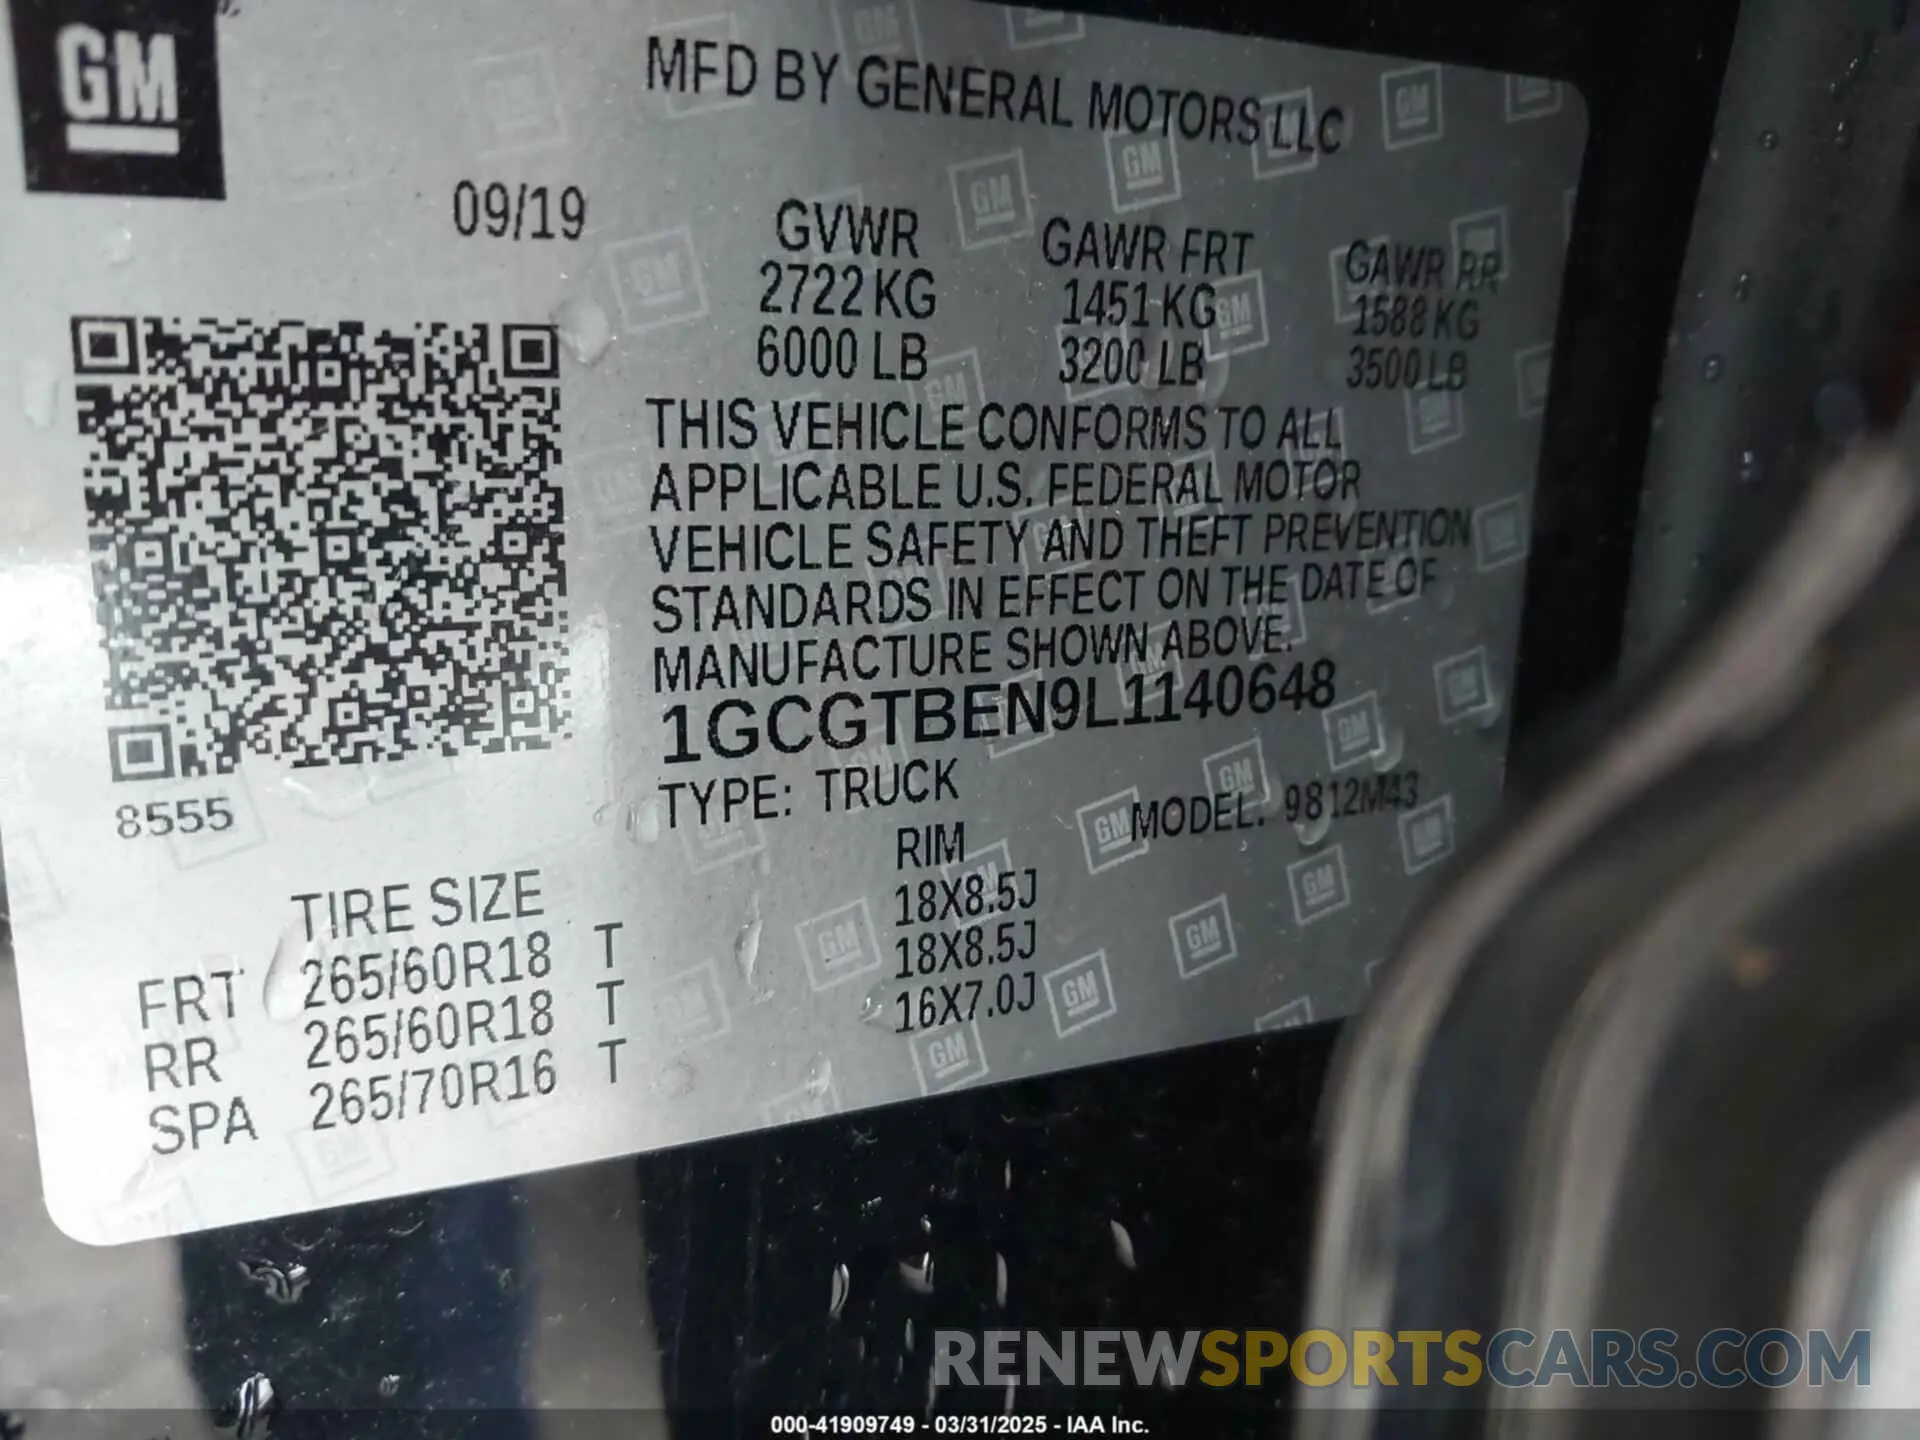 GM
MFD BY GENERAL MOTORS LLC
09/19
GVWR GAWR FRT GAWR RR
2722 KG 1451 KG 1588 KG
6000 LB 3200 LB 3500 LB
THIS VEHICLE CONFORMS TO ALL
APPLICABLE U.S. FEDERAL MOTOR
VEHICLE SAFETY AND THEFT PREVENTION
STANDARDS IN EFFECT ON THE DATE OF
MANUFACTURE SHOWN ABOVE.
1GCGTBEN9L1140648
TYPE: TRUCK MODEL: 9812M43
8555
TIRE SIZE RIM
FRT 265/60R18 T 18X8.5J
RR 265/60R18 T 18X8.5J
SPA 265/70R16 T 16X7.0J
RENEWSPORTSCARS.COM
000-41909749 - 03/31/2025 - IAA Inc.